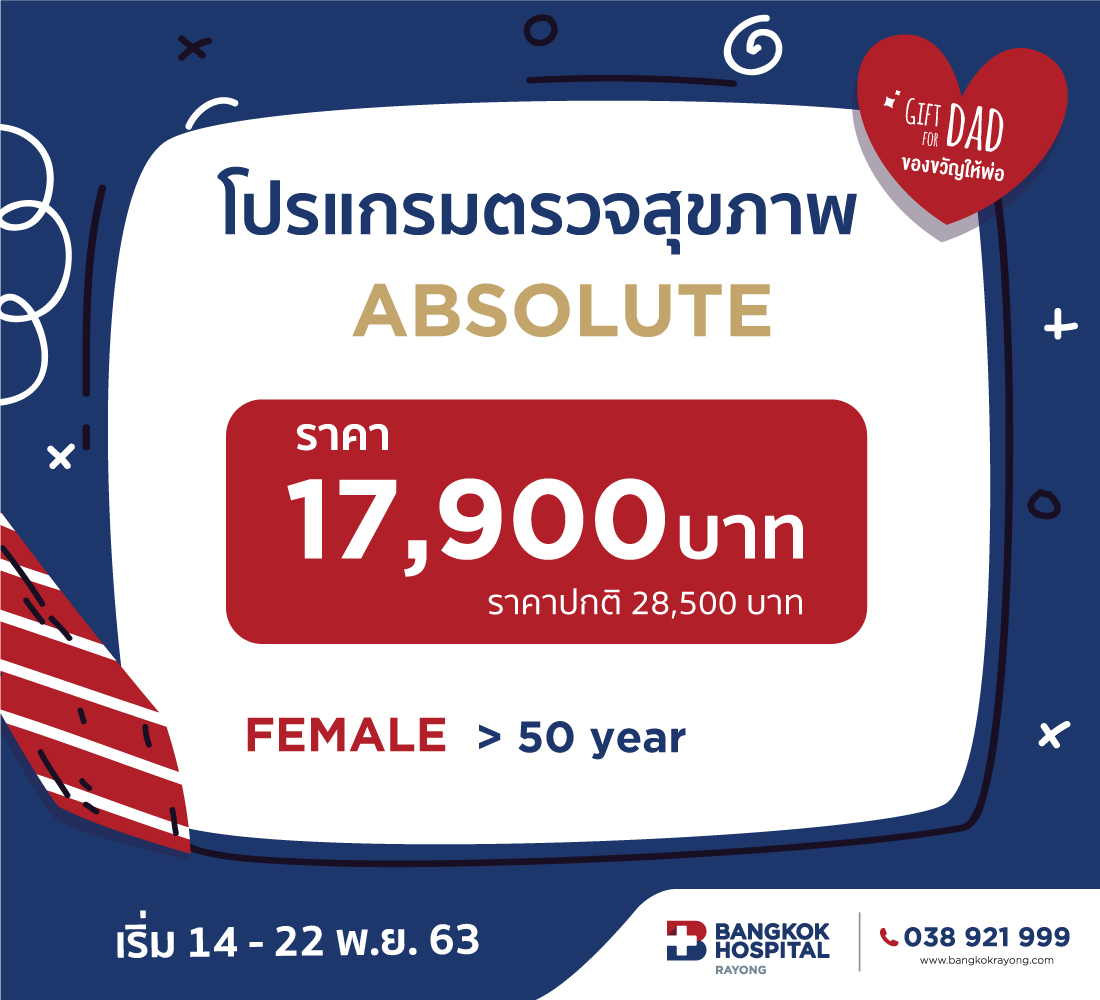 GIFT FOR DAD
ของขวัญให้พ่อ
โปรแกรมตรวจสุขภาพ
ABSOLUTE
ราคา
17,900 บาท
ราคาปกติ 28,500 บาท
FEMALE > 50 year
เริ่ม 14 - 22 พ.ย. 63
BANGKOK
HOSPITAL
RAYONG
038 921 999
www.bangkokrayong.com